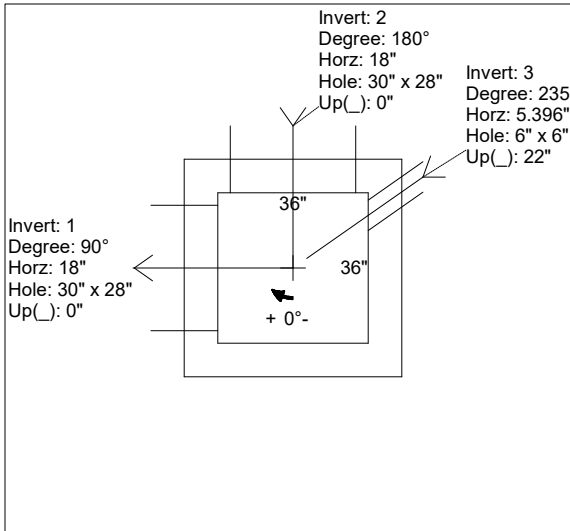 Invert: 2
Degree: 180°
Horz: 18"
Hole: 30" x 28"
Up(_): 0"
Invert: 3
Degree: 235
Horz: 5.396"
Hole: 6" x 6"
Up(_): 22"
36"
Invert: 1
Degree: 90°
Horz: 18"
Hole: 30" x 28"
Up(_): 0"
36"
+ 0°-